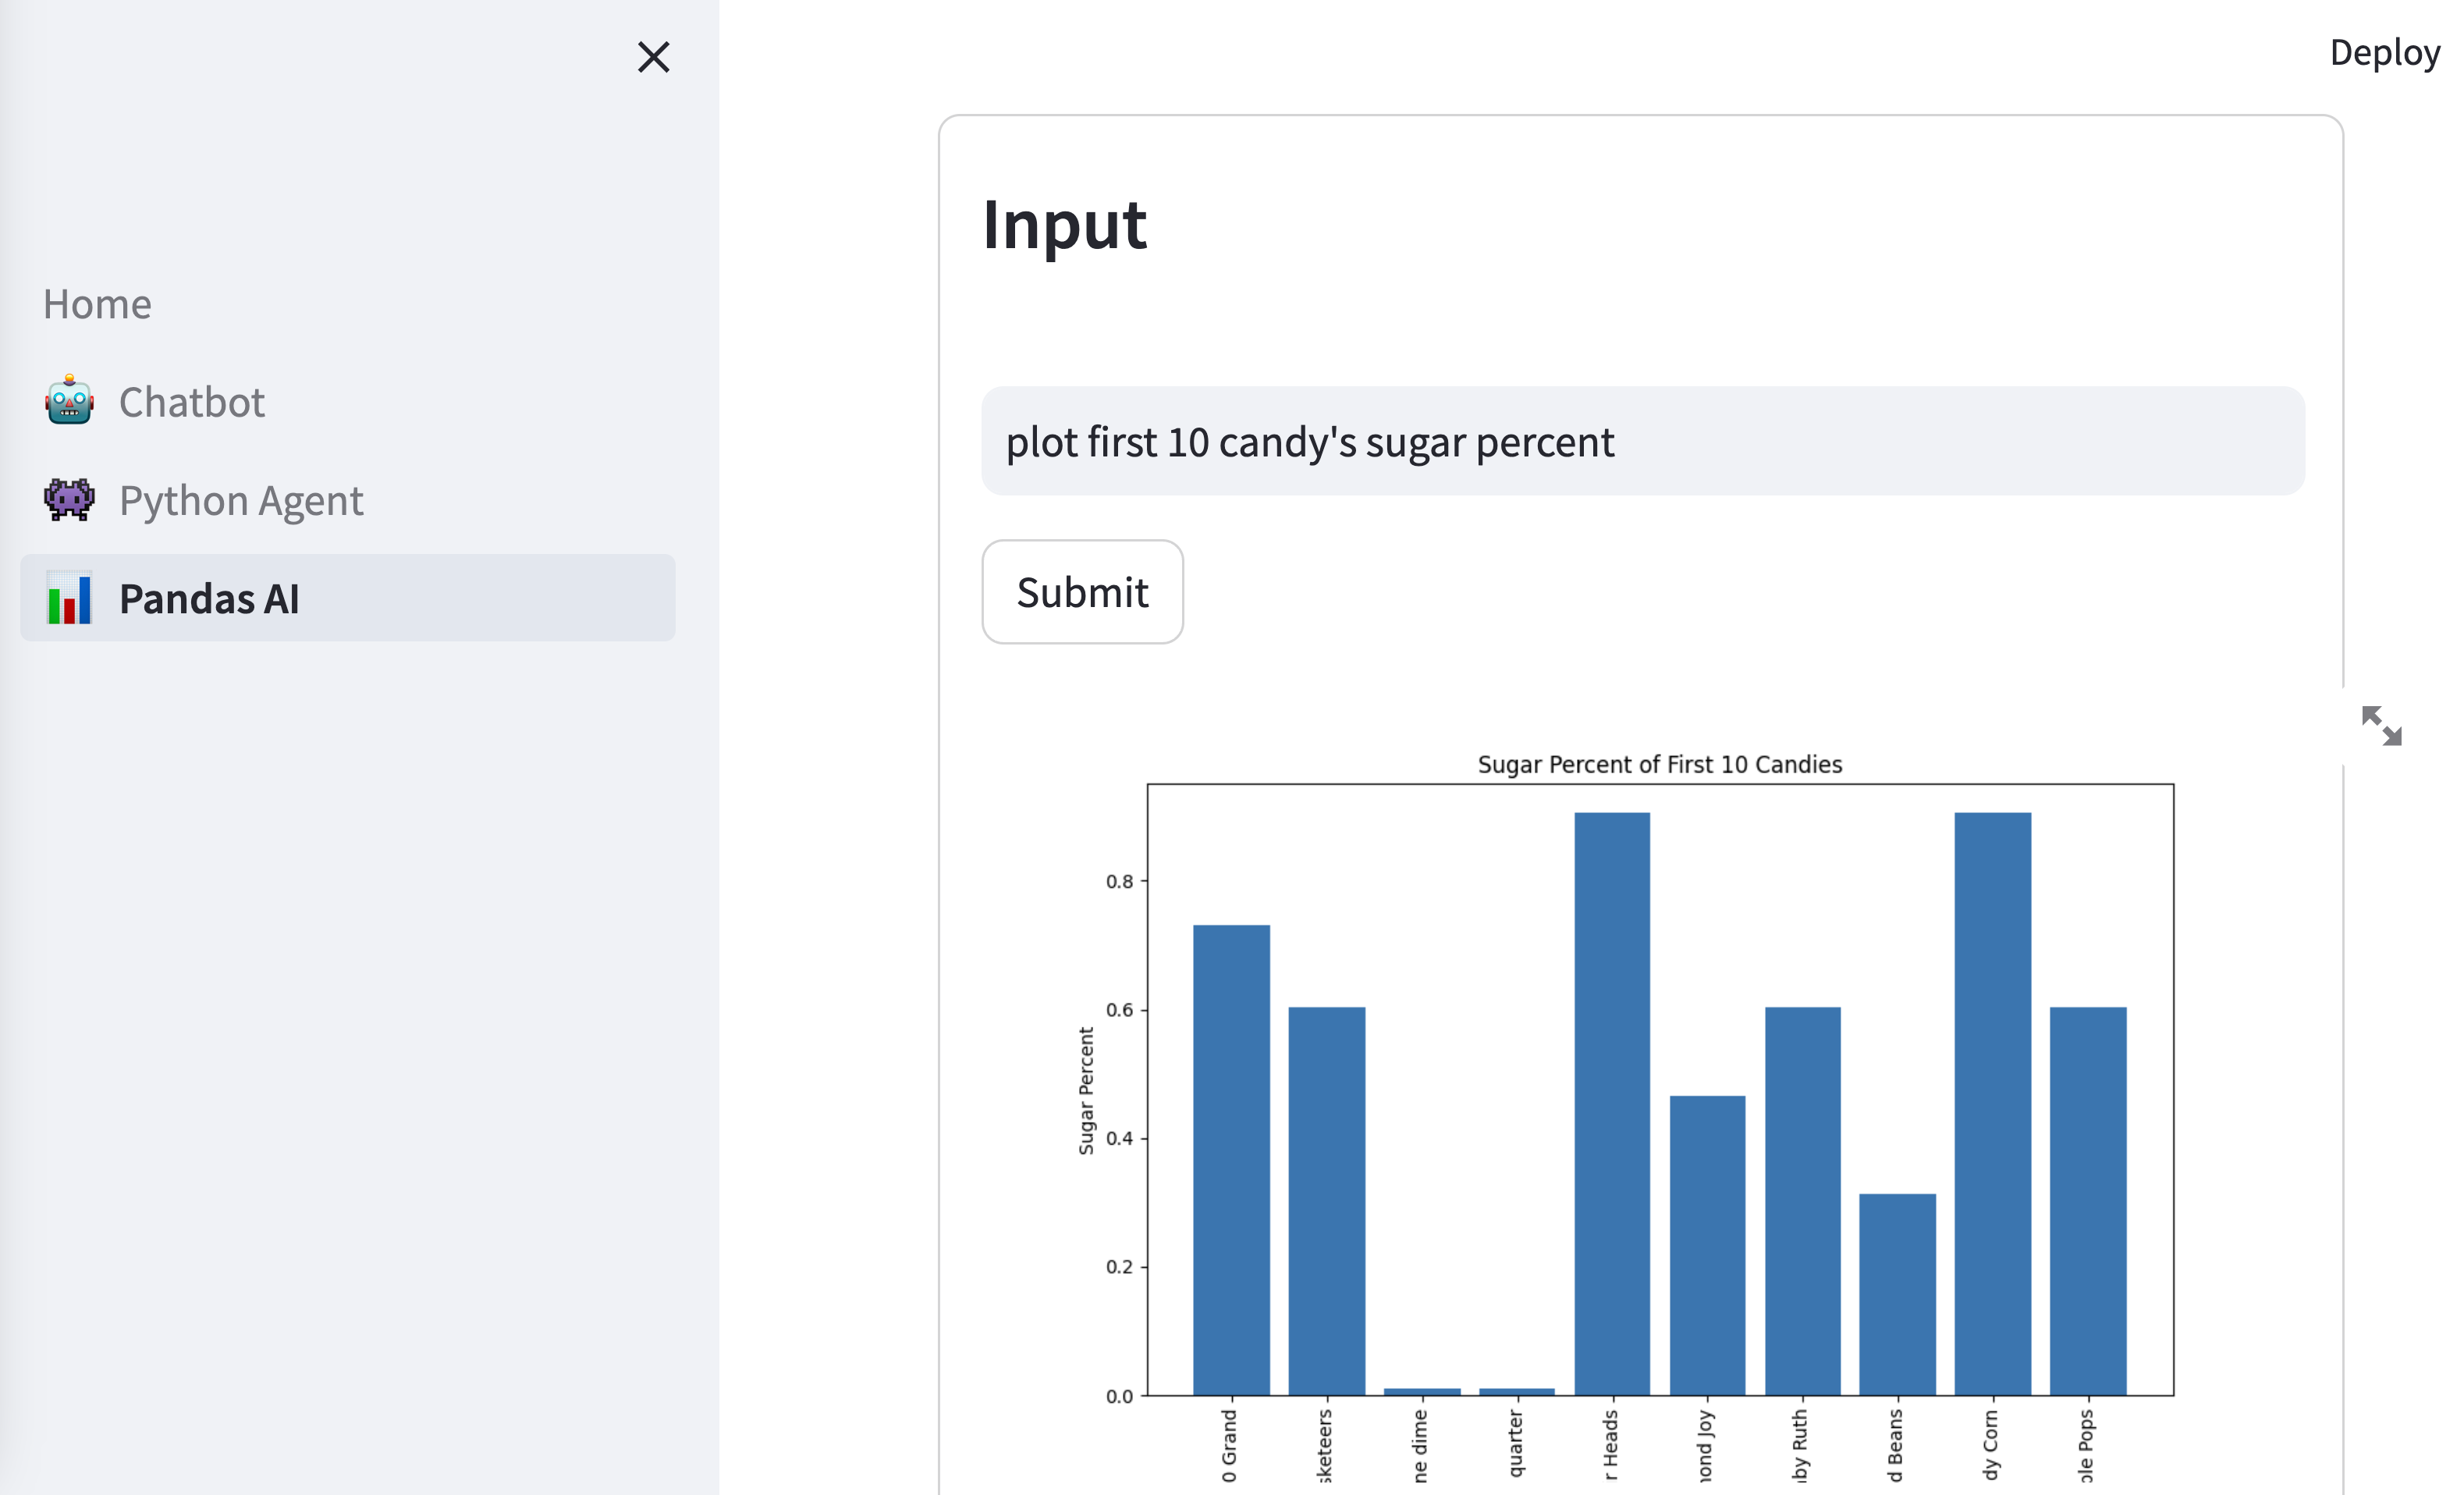 Deploy
Home
Chatbot
Python Agent
Pandas AI
Input
plot first 10 candy's sugar percent
Submit
Sugar Percent of First 10 Candies
Sugar Percent
0.8
0.6
0.4
0.2
0.0
0 Grand
sketeers
ne dime
quarter
r Heads
nond Joy
by Ruth
d Beans
dy Corn
ple Pops